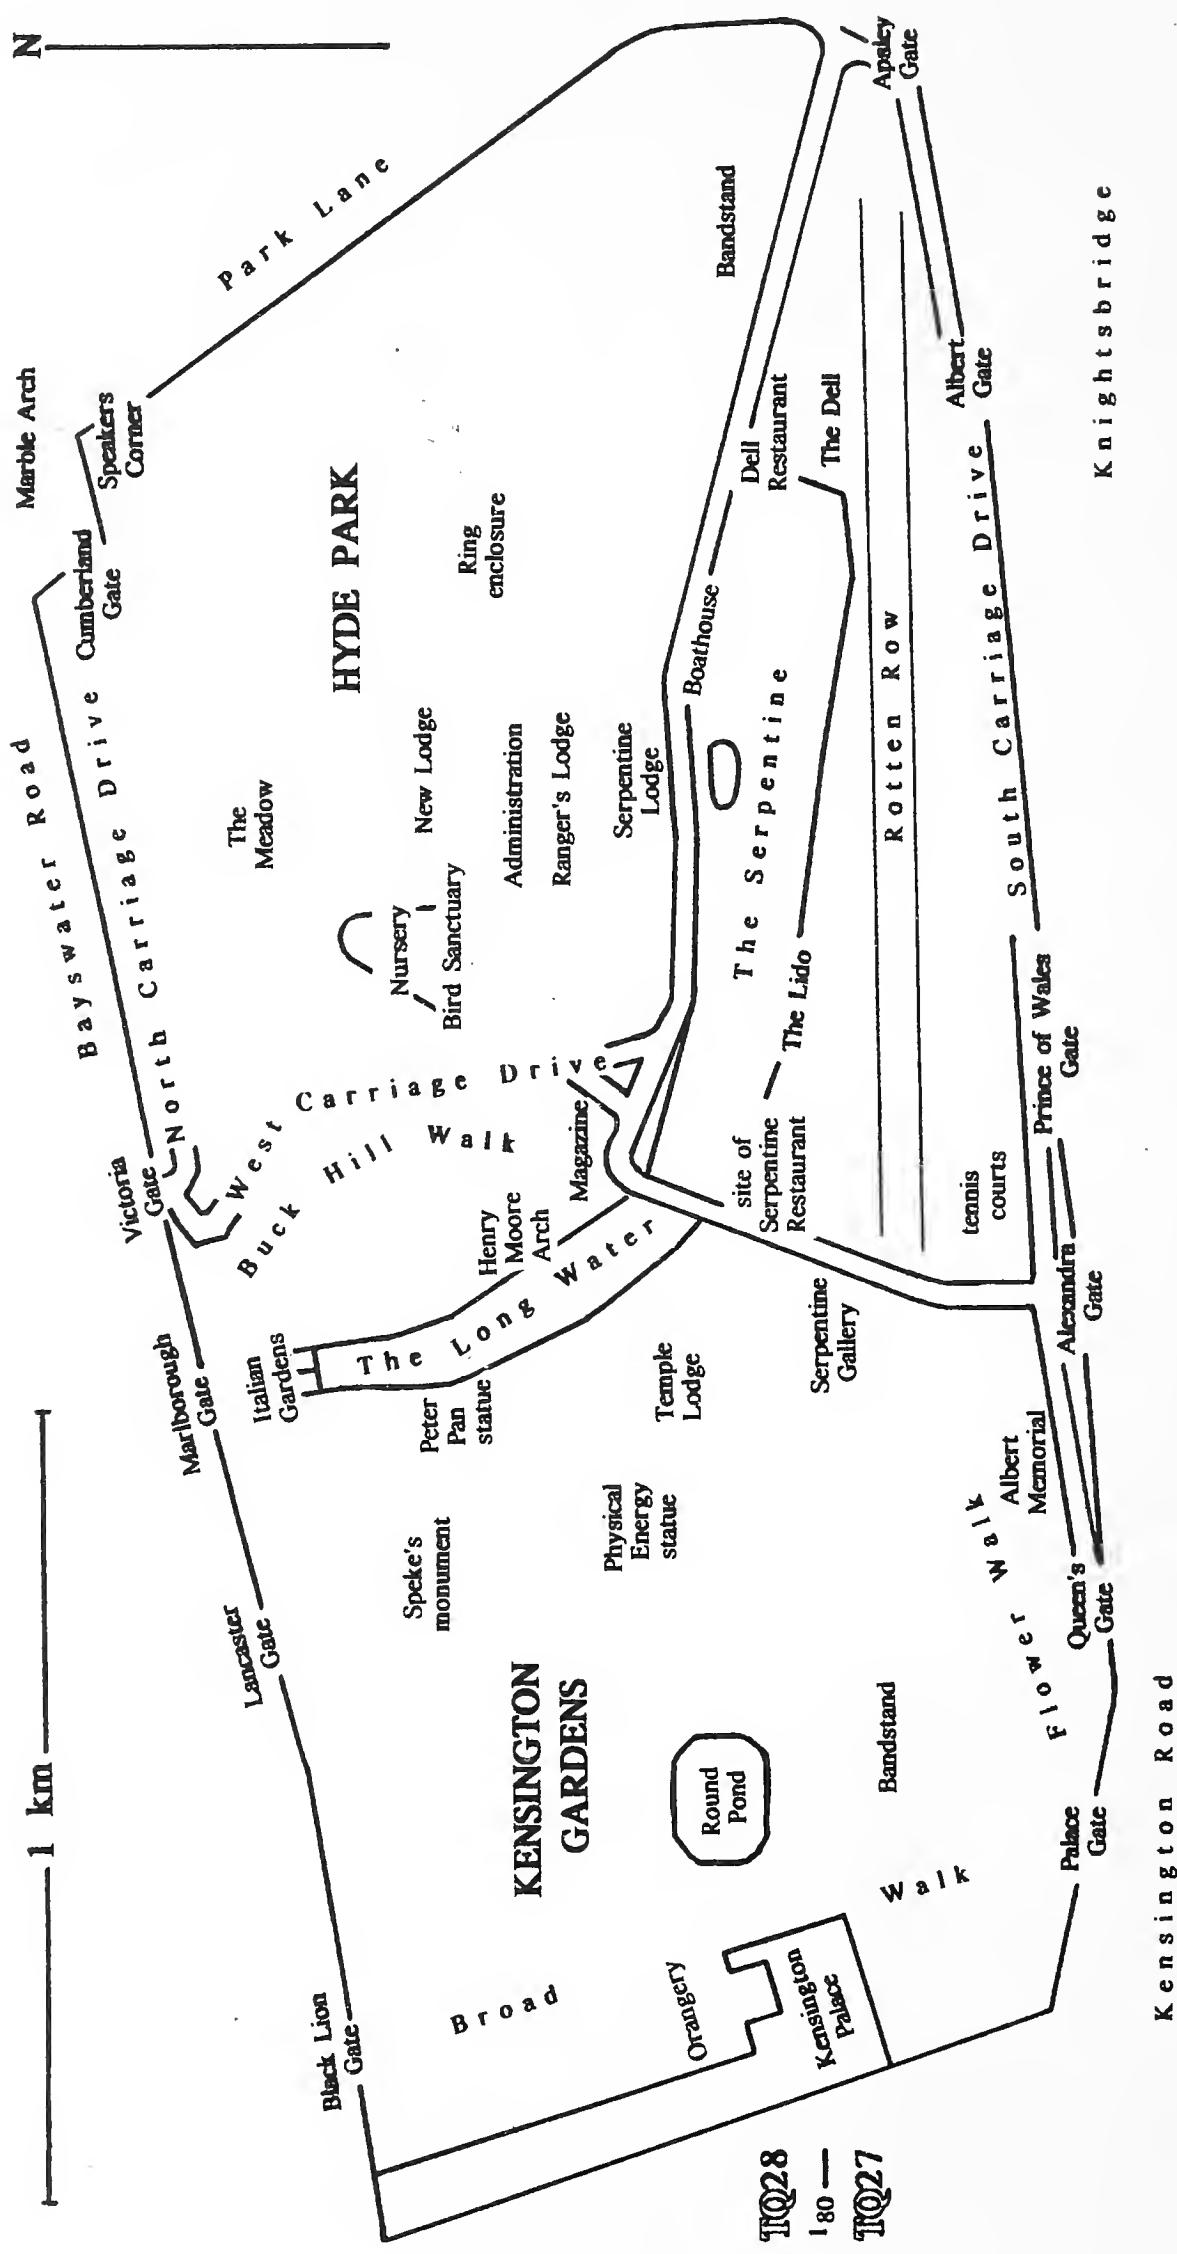 N
1 km
Marble Arch
Speakers
Corner
Park Lane
Cumberland
Gate
Bayswater Road
North Carriage Drive
Victoria
Gate
Marlborough
Gate
Lancaster
Gate
Black Lion
Gate
HYDE PARK
The
Meadow
Ring
enclosure
New Lodge
Nursery
Bird Sanctuary
Administration
Ranger's Lodge
Serpentine
Lodge
West Carriage Drive
Buck Hill Walk
Magazine
Henry
Moore
Arch
Italian
Gardens
The Long Water
Peter
Pan
statue
Speke's
monument
Physical
Energy
statue
Temple
Lodge
KENSINGTON
GARDENS
Round
Pond
Bandstand
Broad Walk
Orangery
Kensington
Palace
Bandstand
Apsley
Gate
Dell
Restaurant
The Dell
Boathouse
The Serpentine
The Lido
site of
Serpentine
Restaurant
Serpentine
Gallery
Rotten Row
Albert
Gate
South Carriage Drive
Knightsbridge
Prince of Wales
Gate
tennis
courts
Alexandra
Gate
Albert
Memorial
Flower Walk
Queen's
Gate
Palace
Gate
Kensington Road
TQ28
180
TQ27